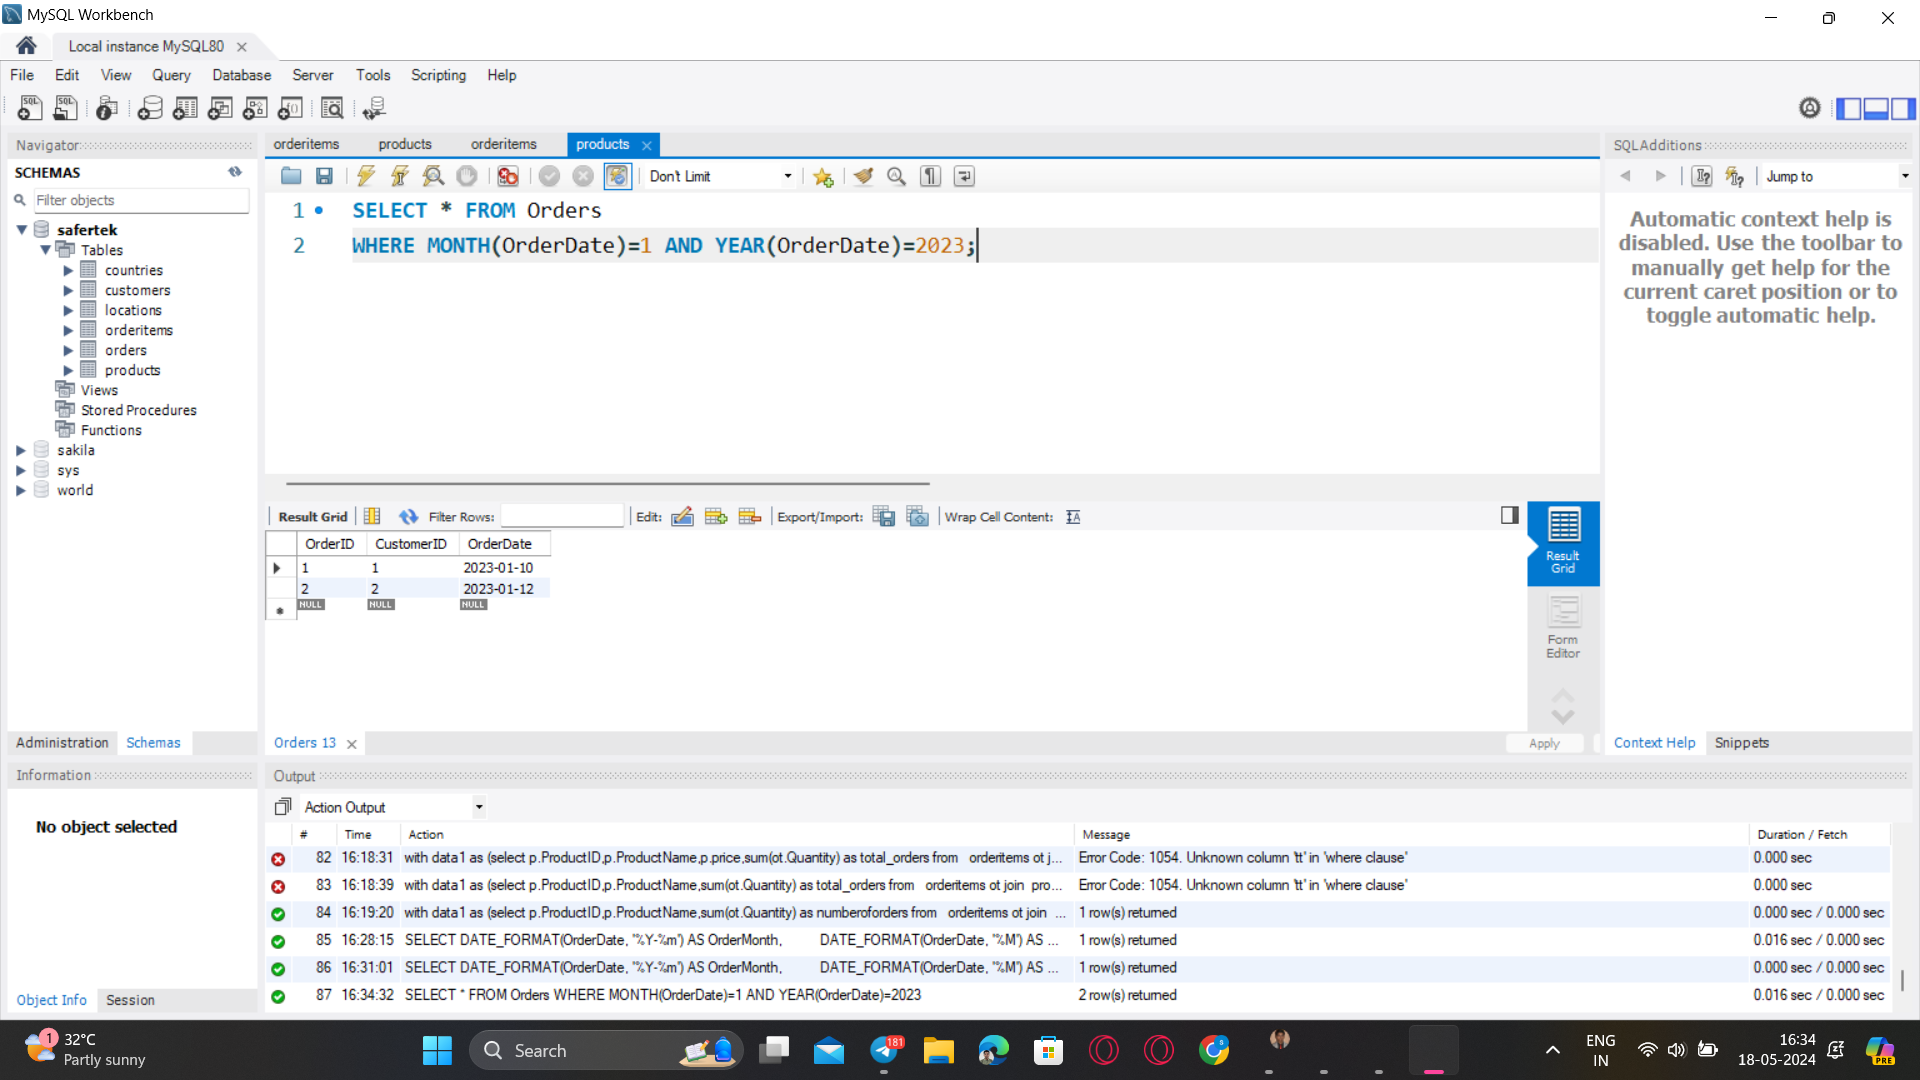 MySQL Workbench
Local instance MySQL80
File Edit View Query Database Server Tools Scripting Help
Navigator
SCHEMAS
Filter objects
safertek
Tables
countries
customers
locations
orderitems
orders
products
Views
Stored Procedures
Functions
sakila
sys
world
Administration Schemas
Information
No object selected
Object Info Session
orderitems products orderitems products
Don't Limit
1 SELECT * FROM Orders
2 WHERE MONTH(OrderDate)=1 AND YEAR(OrderDate)=2023;
Result Grid Filter Rows: Edit: Export/Import: Wrap Cell Content:
OrderID CustomerID OrderDate
1 1 2023-01-10
2 2 2023-01-12
NULL NULL NULL
Result Grid
Form Editor
Orders 13
Apply
SQLAdditions
Jump to
Automatic context help is
disabled. Use the toolbar to
manually get help for the
current caret position or to
toggle automatic help.
Context Help Snippets
Output
Action Output
# Time Action Message Duration / Fetch
82 16:18:31 with data1 as (select p.ProductID,p.ProductName,p.price,sum(ot.Quantity) as total_orders from orderitems ot j... Error Code: 1054. Unknown column 'tt' in 'where clause' 0.000 sec
83 16:18:39 with data1 as (select p.ProductID,p.ProductName,sum(ot.Quantity) as total_orders from orderitems ot join pro... Error Code: 1054. Unknown column 'tt' in 'where clause' 0.000 sec
84 16:19:20 with data1 as (select p.ProductID,p.ProductName,sum(ot.Quantity) as numberoforders from orderitems ot join ... 1 row(s) returned 0.000 sec / 0.000 sec
85 16:28:15 SELECT DATE_FORMAT(OrderDate, '%Y-%m') AS OrderMonth, DATE_FORMAT(OrderDate, '%M') AS ... 1 row(s) returned 0.016 sec / 0.000 sec
86 16:31:01 SELECT DATE_FORMAT(OrderDate, '%Y-%m') AS OrderMonth, DATE_FORMAT(OrderDate, '%M') AS ... 1 row(s) returned 0.000 sec / 0.000 sec
87 16:34:32 SELECT * FROM Orders WHERE MONTH(OrderDate)=1 AND YEAR(OrderDate)=2023 2 row(s) returned 0.016 sec / 0.000 sec
1
32°C
Partly sunny
Search
181
ENG
IN
16:34
18-05-2024
PRE